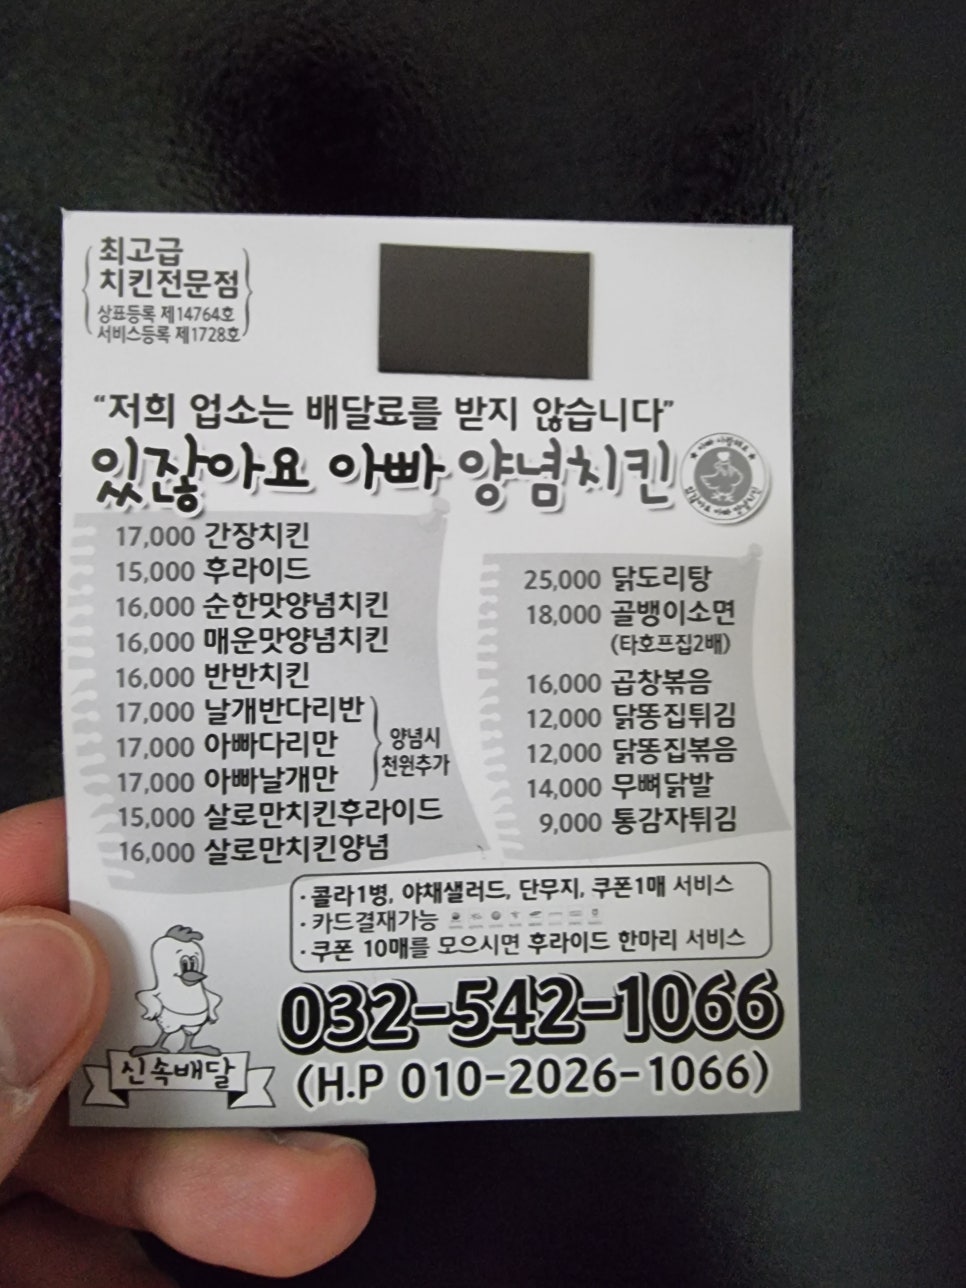 최고급
치킨전문점
상표등록 제14764호
서비스등록 제1728호
“저희 업소는 배달료를 받지 않습니다”
있잖아요 아빠 양념치킨
17,000 간장치킨
15,000 후라이드
16,000 순한맛양념치킨
16,000 매운맛양념치킨
16,000 반반치킨
17,000 날개반다리반
17,000 아빠다리만
17,000 아빠날개만
양념시
천원추가
15,000 살로만치킨후라이드
16,000 살로만치킨양념
25,000 닭도리탕
18,000 골뱅이소면
(타호프집2배)
16,000 곱창볶음
12,000 닭똥집튀김
12,000 닭똥집볶음
14,000 무뼈닭발
9,000 통감자튀김
· 콜라1병, 야채샐러드, 단무지, 쿠폰1매 서비스
· 카드결재가능
· 쿠폰 10매를 모으시면 후라이드 한마리 서비스
032-542-1066
(H.P 010-2026-1066)
신속배달